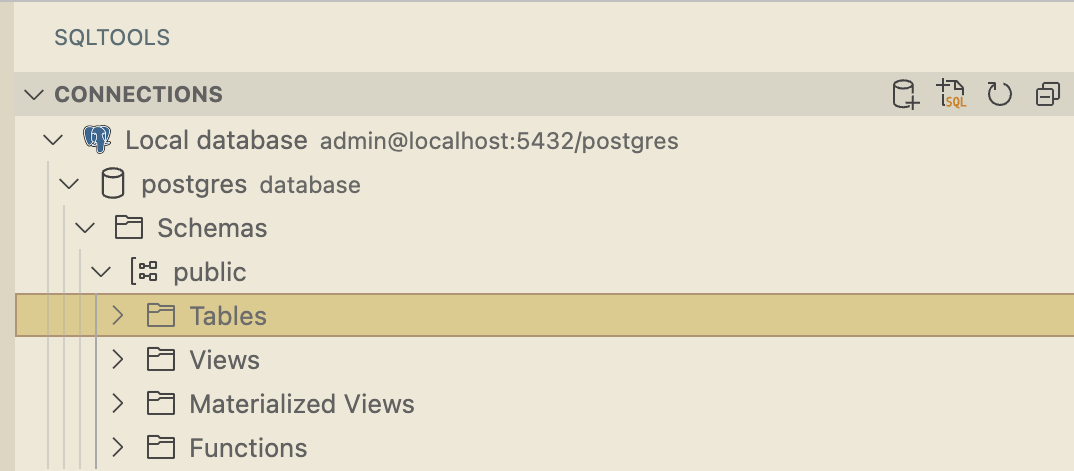 SQLTOOLS
CONNECTIONS
SQL
Local database admin@localhost:5432/postgres
postgres database
Schemas
public
Tables
Views
Materialized Views
Functions